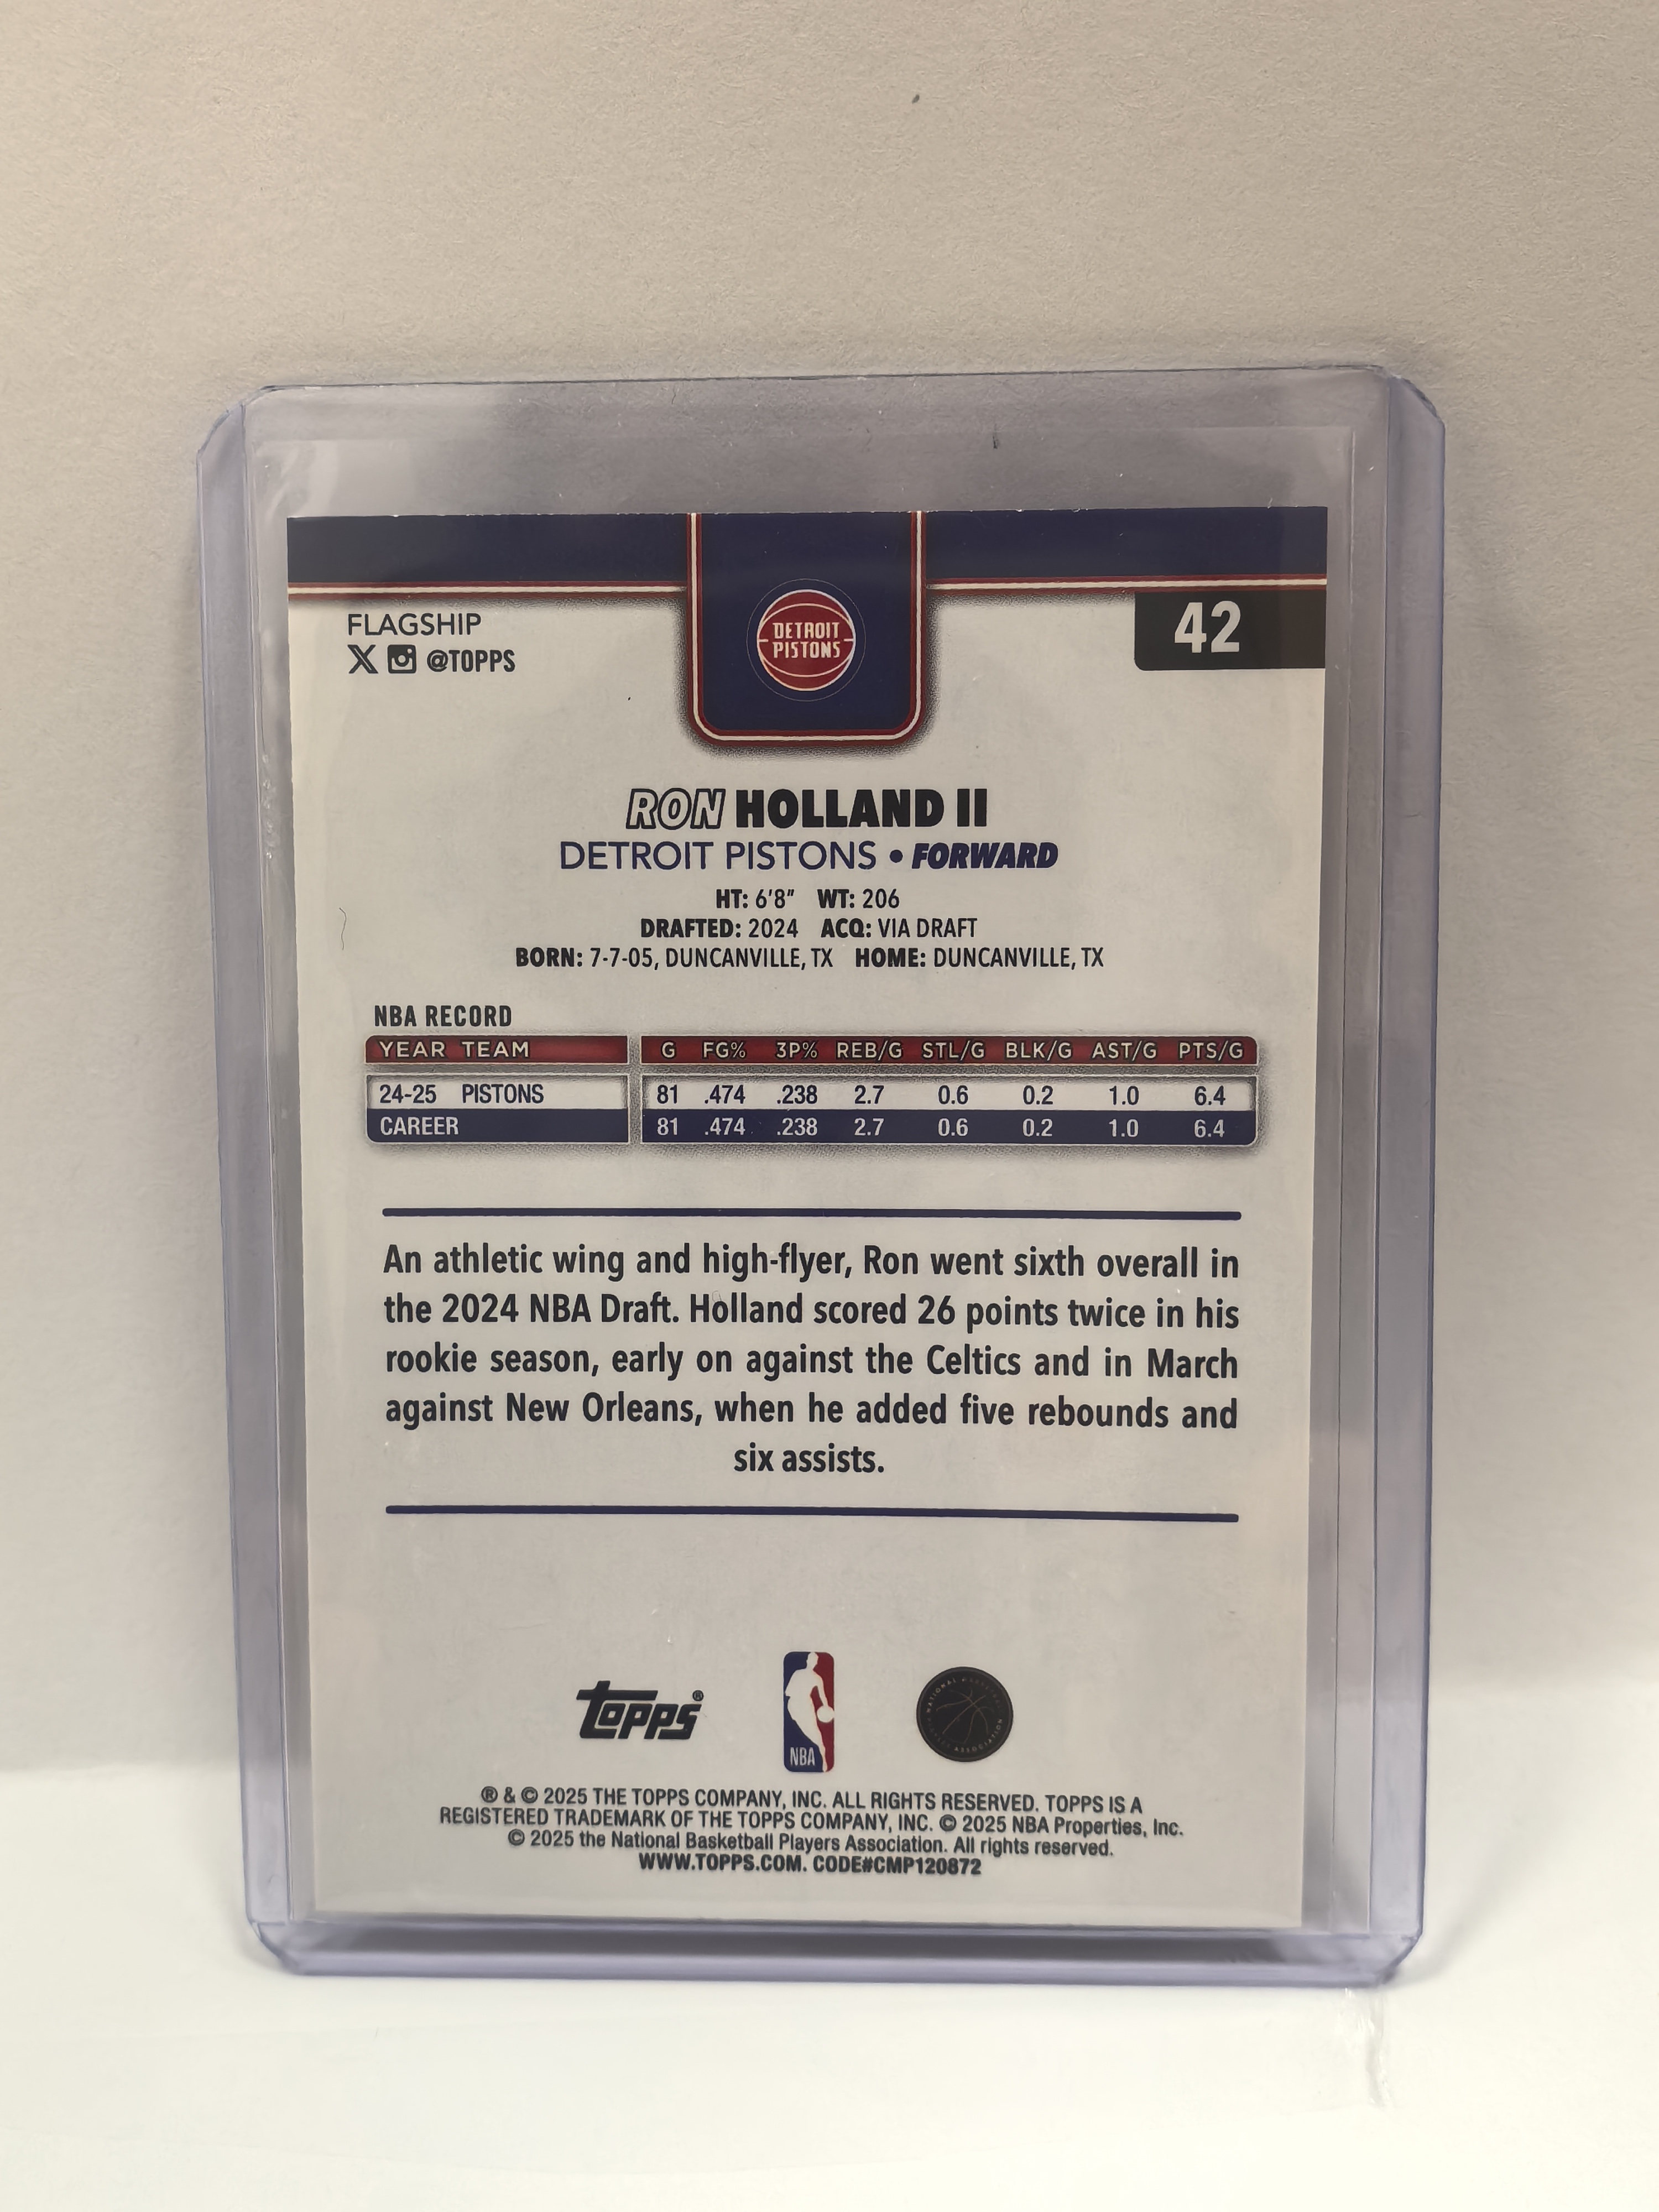 FLAGSHIP
X @TOPPS
DETROIT
PISTONS
42
RON HOLLAND II
DETROIT PISTONS • FORWARD
HT: 6'8" WT: 206
DRAFTED: 2024 ACQ: VIA DRAFT
BORN: 7-7-05, DUNCANVILLE, TX HOME: DUNCANVILLE, TX
NBA RECORD
YEAR TEAM G FG% 3P% REB/G STL/G BLK/G AST/G PTS/G
24-25 PISTONS 81 .474 .238 2.7 0.6 0.2 1.0 6.4
CAREER 81 .474 .238 2.7 0.6 0.2 1.0 6.4
An athletic wing and high-flyer, Ron went sixth overall in
the 2024 NBA Draft. Holland scored 26 points twice in his
rookie season, early on against the Celtics and in March
against New Orleans, when he added five rebounds and
six assists.
topps®
NBA
NATIONAL ASSOCIATION
® & © 2025 THE TOPPS COMPANY, INC. ALL RIGHTS RESERVED. TOPPS IS A
REGISTERED TRADEMARK OF THE TOPPS COMPANY, INC. © 2025 NBA Properties, Inc.
© 2025 the National Basketball Players Association. All rights reserved.
WWW.TOPPS.COM. CODE#CMP120872